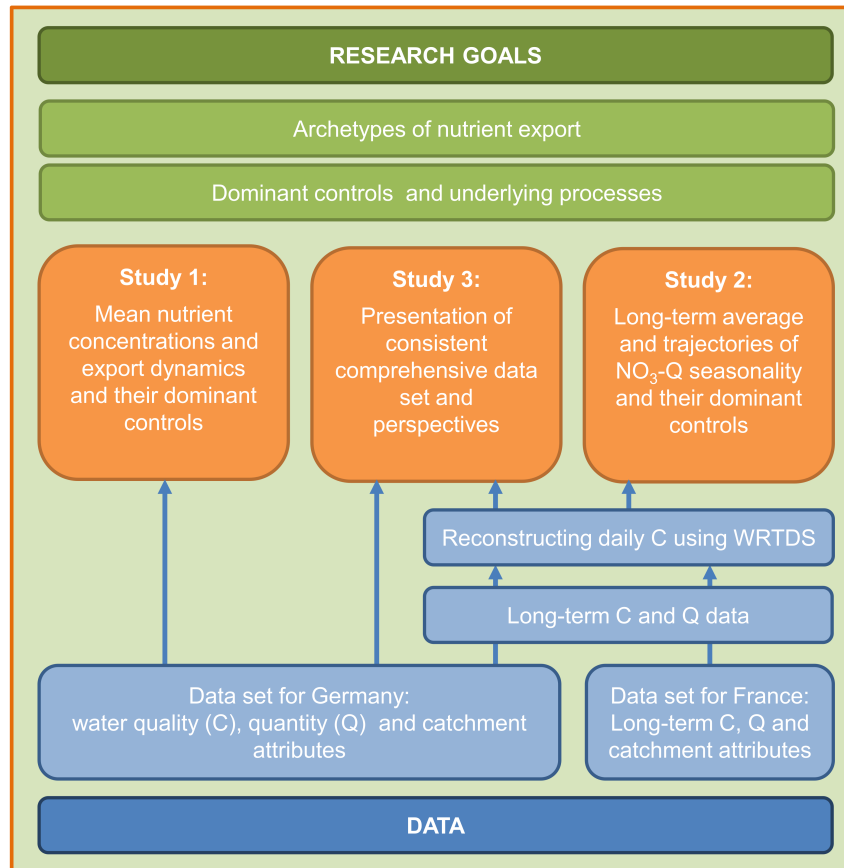 RESEARCH GOALS
Archetypes of nutrient export
Dominant controls and underlying processes
Study 1:
Mean nutrient
concentrations and
export dynamics
and their dominant
controls
Study 3:
Presentation of
consistent
comprehensive data
set and
perspectives
Study 2:
Long-term average
and trajectories of
NO₃-Q seasonality
and their dominant
controls
Reconstructing daily C using WRTDS
Long-term C and Q data
Data set for Germany:
water quality (C), quantity (Q) and catchment
attributes
Data set for France:
Long-term C, Q and
catchment attributes
DATA